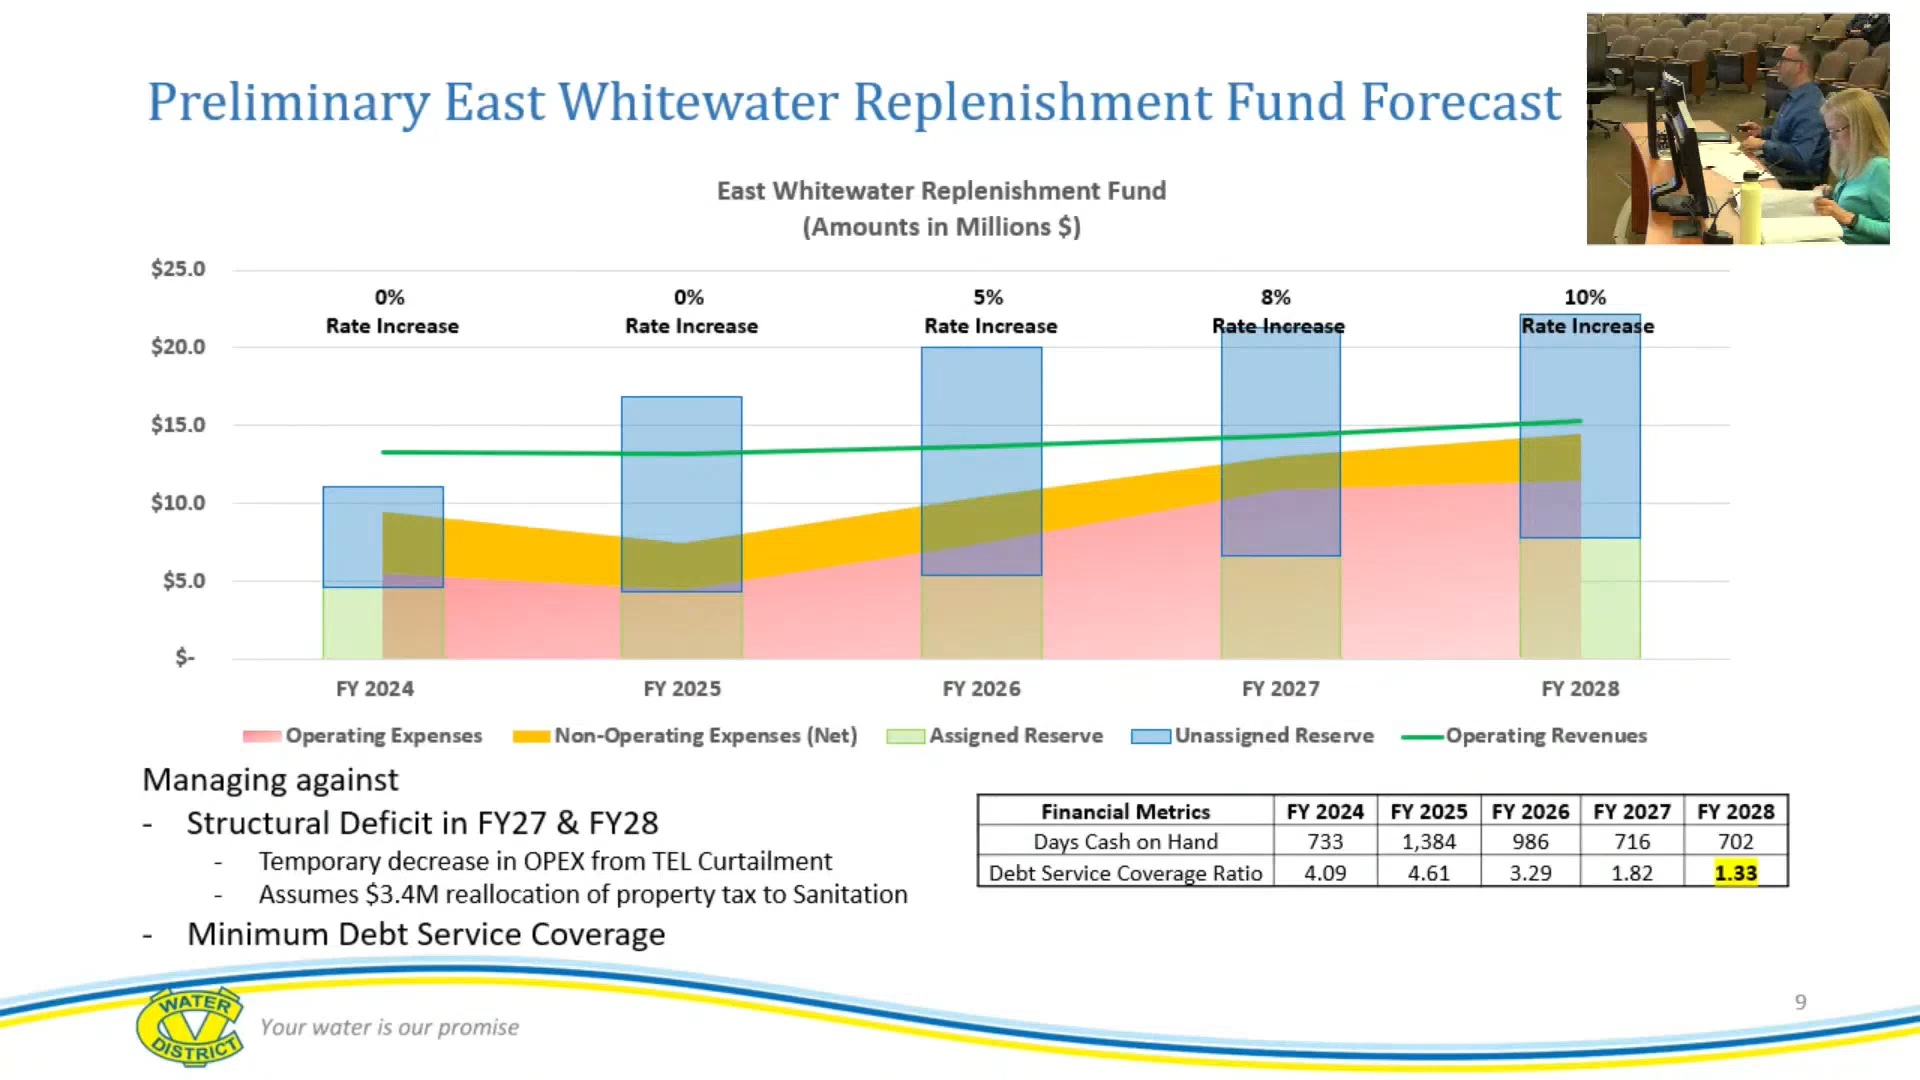 Preliminary East Whitewater Replenishment Fund Forecast
East Whitewater Replenishment Fund
(Amounts in Millions $)
$25.0
$20.0
$15.0
$10.0
$5.0
$-
0%
Rate Increase
0%
Rate Increase
5%
Rate Increase
8%
Rate Increase
10%
Rate Increase
FY 2024 FY 2025 FY 2026 FY 2027 FY 2028
Operating Expenses Non-Operating Expenses (Net) Assigned Reserve Unassigned Reserve Operating Revenues
Managing against
- Structural Deficit in FY27 & FY28
- Temporary decrease in OPEX from TEL Curtailment
- Assumes $3.4M reallocation of property tax to Sanitation
- Minimum Debt Service Coverage
Financial Metrics FY 2024 FY 2025 FY 2026 FY 2027 FY 2028
Days Cash on Hand 733 1,384 986 716 702
Debt Service Coverage Ratio 4.09 4.61 3.29 1.82 1.33
WATER
CV
DISTRICT
Your water is our promise
9